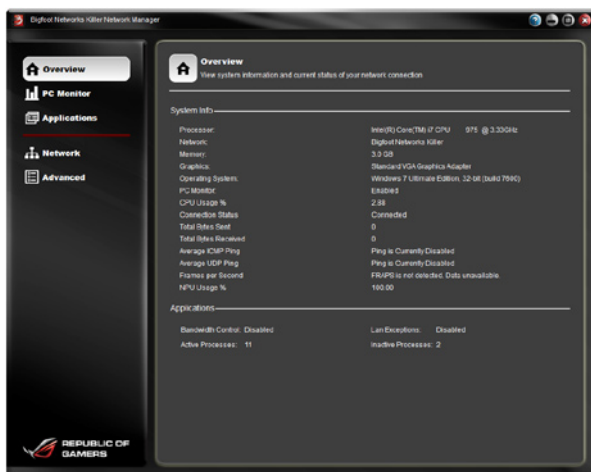 Bigfoot Networks Killer Network Manager
Overview
PC Monitor
Applications
Network
Advanced
REPUBLIC OF
GAMERS
Overview
View system information and current status of your network connection
System Info
Processor: Intel(R) Core(TM) i7 CPU 975 @ 3.33GHz
Network: Bigfoot Networks Killer
Memory: 3.0 GB
Graphics: Standard VGA Graphics Adapter
Operating System: Windows 7 Ultimate Edition, 32-bit (build 7600)
PC Monitor Enabled
CPU Usage % 2.88
Connection Status Connected
Total Bytes Sent 0
Total Bytes Received 0
Average ICMP Ping Ping is Currently Disabled
Average UDP Ping Ping is Currently Disabled
Frames per Second FRAPS is not detected. Data unavailable.
NPU Usage % 100.00
Applications
Bandwidth Control: Disabled Lan Exceptions: Disabled
Active Processes: 11 Inactive Processes: 2